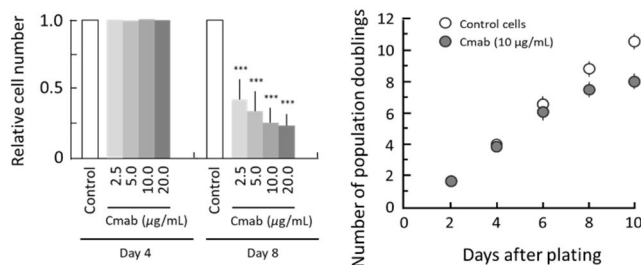 Relative cell number
1.0
0.5
0
***
***
***
***
Control
2.5
5.0
10.0
20.0
Control
2.5
5.0
10.0
20.0
Cmab (µg/mL)
Cmab (µg/mL)
Day 4
Day 8
Number of population doublings
12
10
8
6
4
2
0
Control cells
Cmab (10 µg/mL)
0
2
4
6
8
10
Days after plating